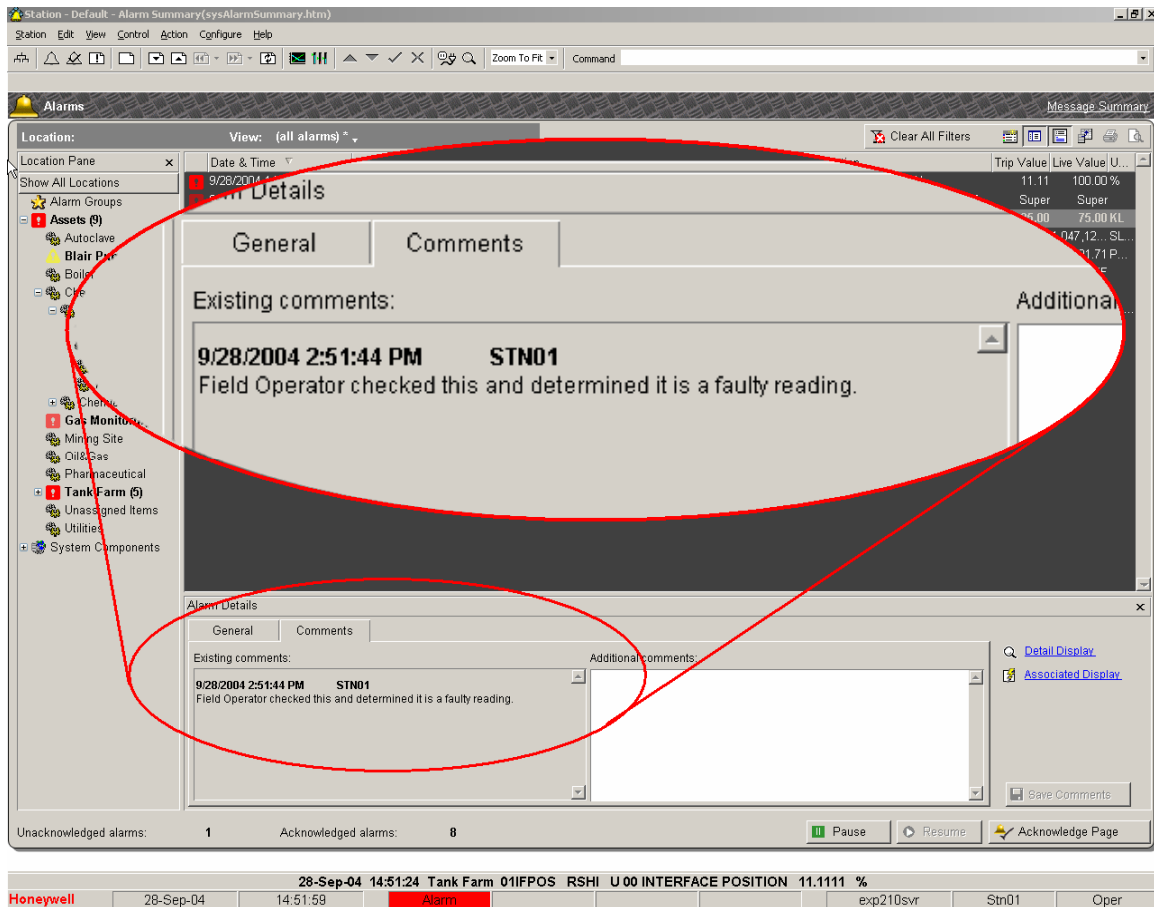 Station - Default - Alarm Summary(sysAlarmSummary.htm)
Station Edit View Control Action Configure Help
Zoom To Fit Command
Alarms Message Summary
Location: View: (all alarms) * Clear All Filters
Location Pane x Date & Time Trip Value Live Value U...
Show All Locations 9/28/2004 11.11 100.00 %
Alarm Groups Super Super
Assets (9) 75.00 KL
Autoclave 047,12... SL...
Blair 71 P...
Boiler
Mining Site
Oil&Gas
Pharmaceutical
Tank Farm (5)
Unassigned Items
Utilities
System Components
Details
General Comments
Existing comments: Additional
9/28/2004 2:51:44 PM STN01
Field Operator checked this and determined it is a faulty reading.
Alarm Details x
General Comments
Existing comments: Additional comments:
9/28/2004 2:51:44 PM STN01
Field Operator checked this and determined it is a faulty reading.
Detail Display
Associated Display
Save Comments
Unacknowledged alarms: 1 Acknowledged alarms: 8 Pause Resume Acknowledge Page
28-Sep-04 14:51:24 Tank Farm 01IFPOS RSHI U 00 INTERFACE POSITION 11.1111 %
Honeywell 28-Sep-04 14:51:59 Alarm exp210svr Stn01 Oper